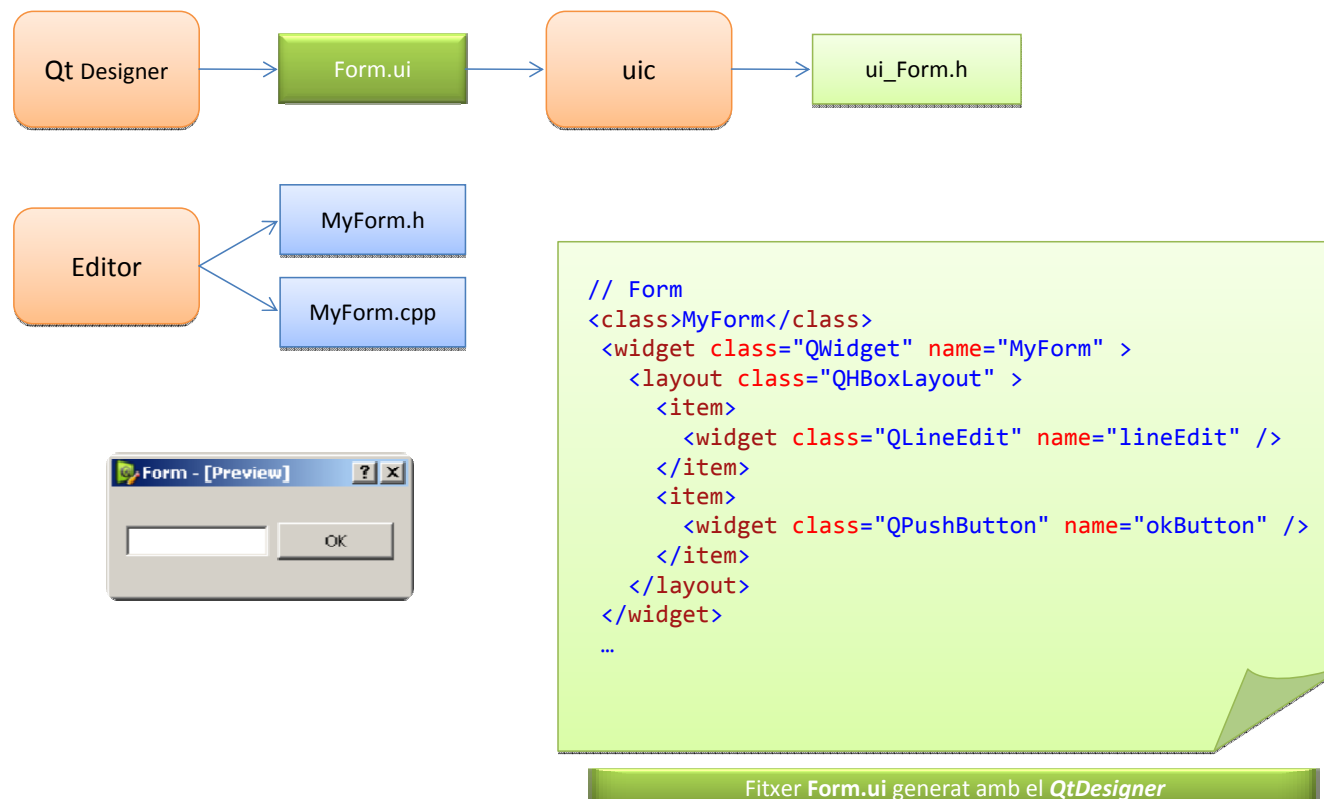 Qt Designer
Form.ui
uic
ui_Form.h
Editor
MyForm.h
MyForm.cpp
Form - [Preview]
OK
// Form
<class>MyForm</class>
<widget class="QWidget" name="MyForm" >
<layout class="QHBoxLayout" >
<item>
<widget class="QLineEdit" name="lineEdit" />
</item>
<item>
<widget class="QPushButton" name="okButton" />
</item>
</layout>
</widget>
…
Fitxer Form.ui generat amb el QtDesigner